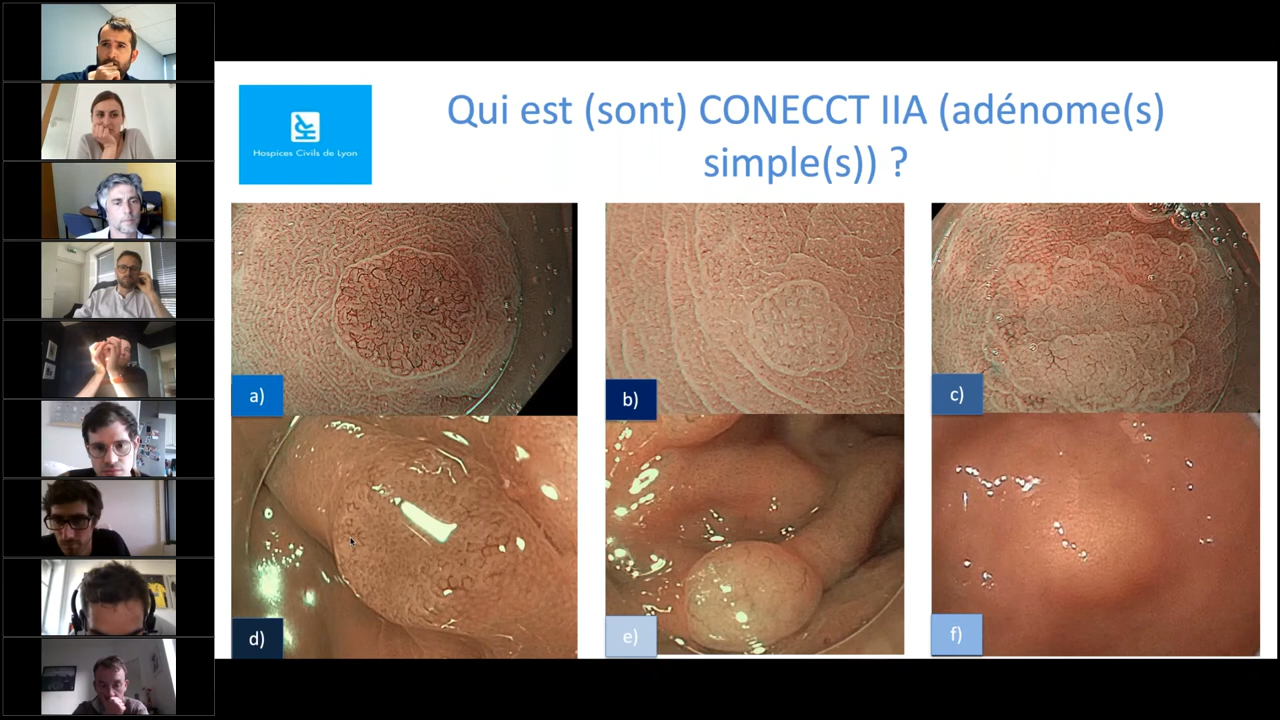 Qui est (sont) CONECCT IIA (adénome(s)
simple(s)) ?
Hospices Civils de Lyon
a)
b)
c)
d)
e)
f)